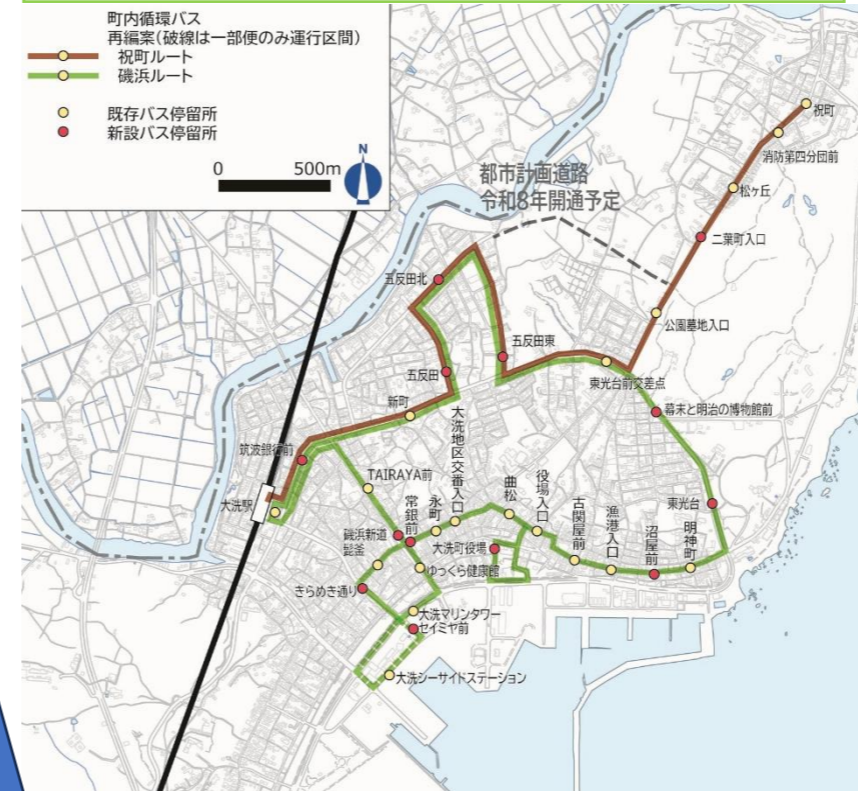 町内循環バス
再編案(破線は一部便のみ運行区間)
祝町ルート
磯浜ルート
既存バス停留所
新設バス停留所
0 500m
N
都市計画道路
令和8年開通予定
祝町
消防第四分団前
松ヶ丘
二葉町入口
公園墓地入口
五反田北
五反田東
五反田
東光台前交差点
新町
幕末と明治の博物館前
筑波銀行前
大洗地区交番入口
大洗駅
TAIRAYA前
常銀前
永町
曲松
役場入口
古関屋前
漁港入口
沼屋前
明神町
東光台
磯浜新道
髭釜
大洗町役場
ゆっくら健康館
きらめき通り
大洗マリンタワー
セイミヤ前
大洗シーサイドステーション